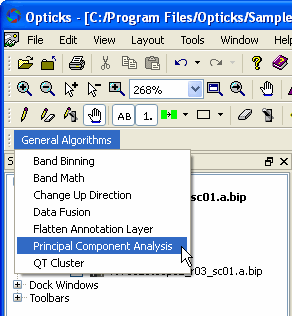 Opticks - [C:/Program Files/Opticks/Sample
File Edit View Layout Tools Window Help
268%
AB 1.
General Algorithms
Band Binning
Band Math
Change Up Direction
Data Fusion
Flatten Annotation Layer
Principal Component Analysis
QT Cluster
sc01.a.bip
r03_sc01.a.bip
Dock Windows
Toolbars